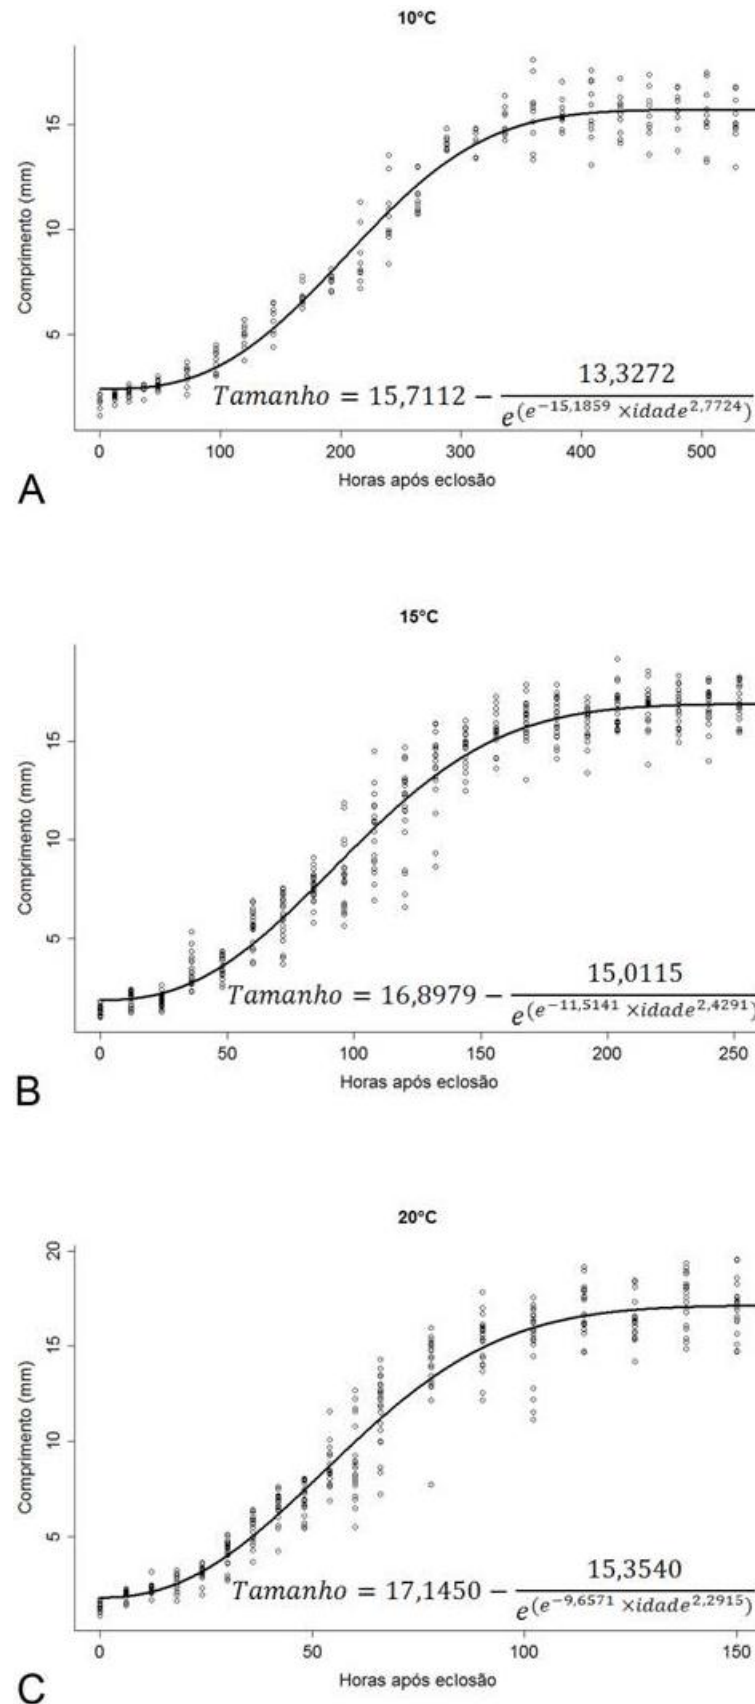 10°C
Comprimento (mm)
15
10
5
Tamanho = 15,7112 − 13,3272 / e^(e^−15,1859 × idade^2,7724)
0 100 200 300 400 500
Horas após eclosão
A
15°C
Comprimento (mm)
15
10
5
Tamanho = 16,8979 − 15,0115 / e^(e^−11,5141 × idade^2,4291)
0 50 100 150 200 250
Horas após eclosão
B
20°C
Comprimento (mm)
20
15
10
5
Tamanho = 17,1450 − 15,3540 / e^(e^−9,6571 × idade^2,2915)
0 50 100 150
Horas após eclosão
C